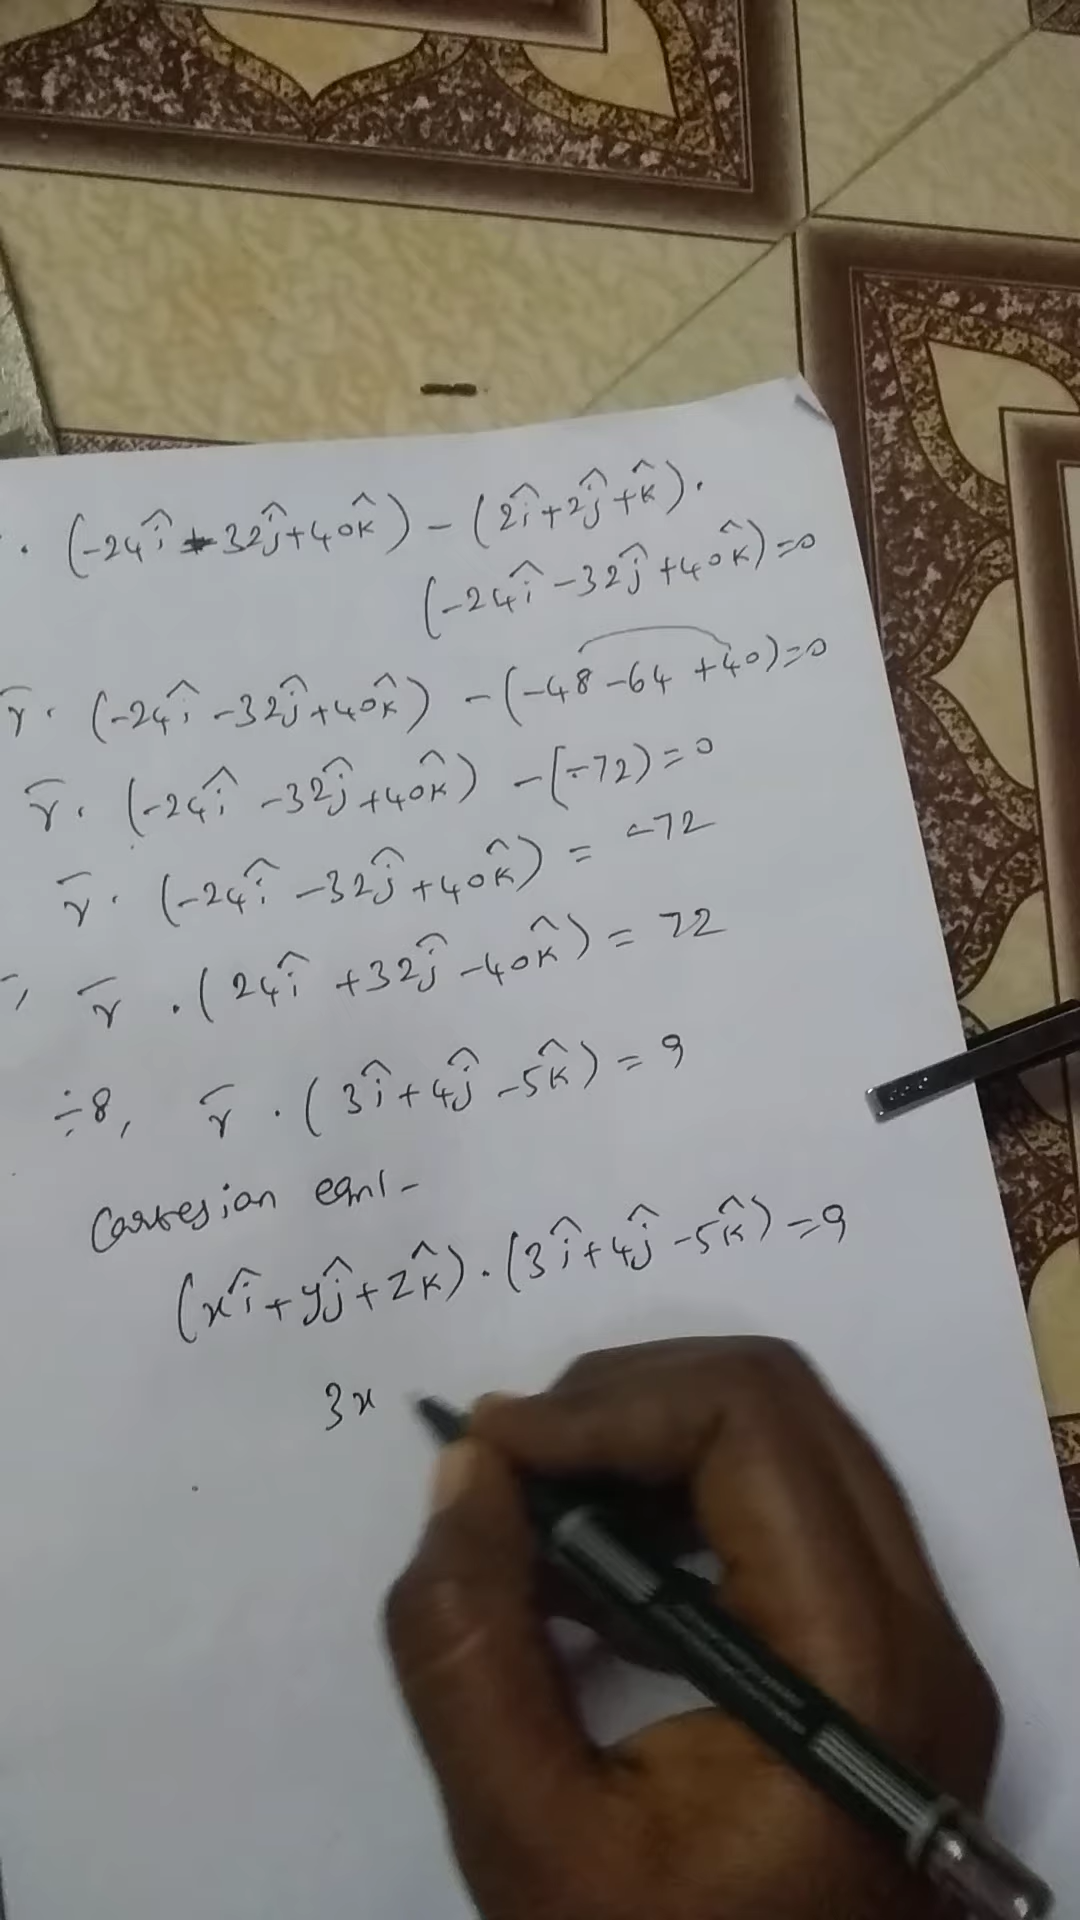 . (-24î - 32ĵ + 40k̂) - (2î + 2ĵ + k̂).
(-24î - 32ĵ + 40k̂) = 0
r̄ . (-24î - 32ĵ + 40k̂) - (-48 - 64 + 40) = 0
r̄ . (-24î - 32ĵ + 40k̂) - (-72) = 0
r̄ . (-24î - 32ĵ + 40k̂) = -72
r̄ . (24î + 32ĵ - 40k̂) = 72
÷8, r̄ . (3î + 4ĵ - 5k̂) = 9
Cartesian eqn -
(xî + yĵ + zk̂) . (3î + 4ĵ - 5k̂) = 9
3x